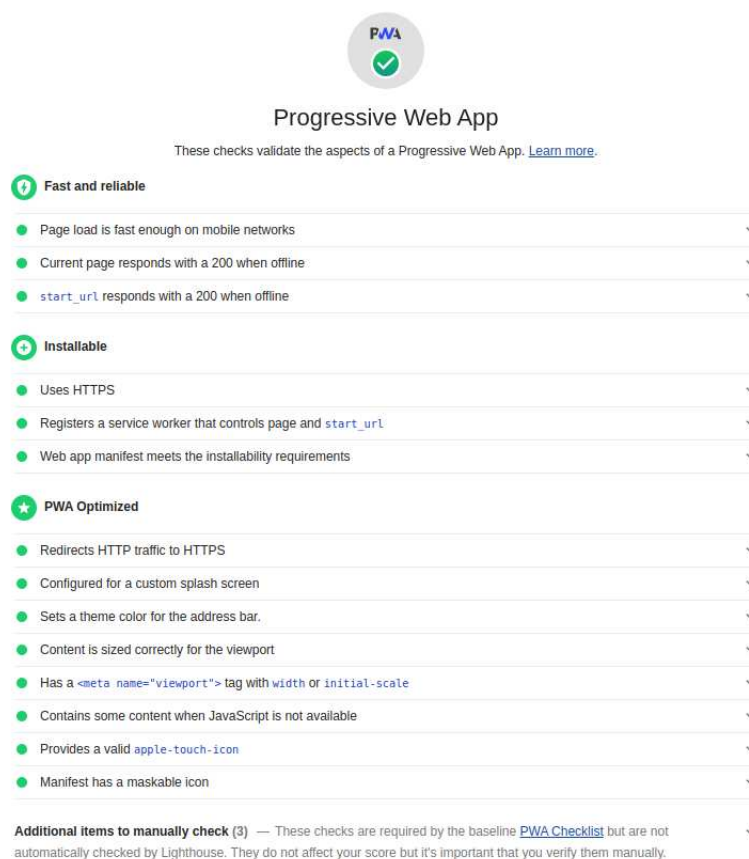 PWA
Progressive Web App
These checks validate the aspects of a Progressive Web App. Learn more.
Fast and reliable
Page load is fast enough on mobile networks
Current page responds with a 200 when offline
start_url responds with a 200 when offline
Installable
Uses HTTPS
Registers a service worker that controls page and start_url
Web app manifest meets the installability requirements
PWA Optimized
Redirects HTTP traffic to HTTPS
Configured for a custom splash screen
Sets a theme color for the address bar.
Content is sized correctly for the viewport
Has a <meta name="viewport"> tag with width or initial-scale
Contains some content when JavaScript is not available
Provides a valid apple-touch-icon
Manifest has a maskable icon
Additional items to manually check (3) — These checks are required by the baseline PWA Checklist but are not
automatically checked by Lighthouse. They do not affect your score but it's important that you verify them manually.